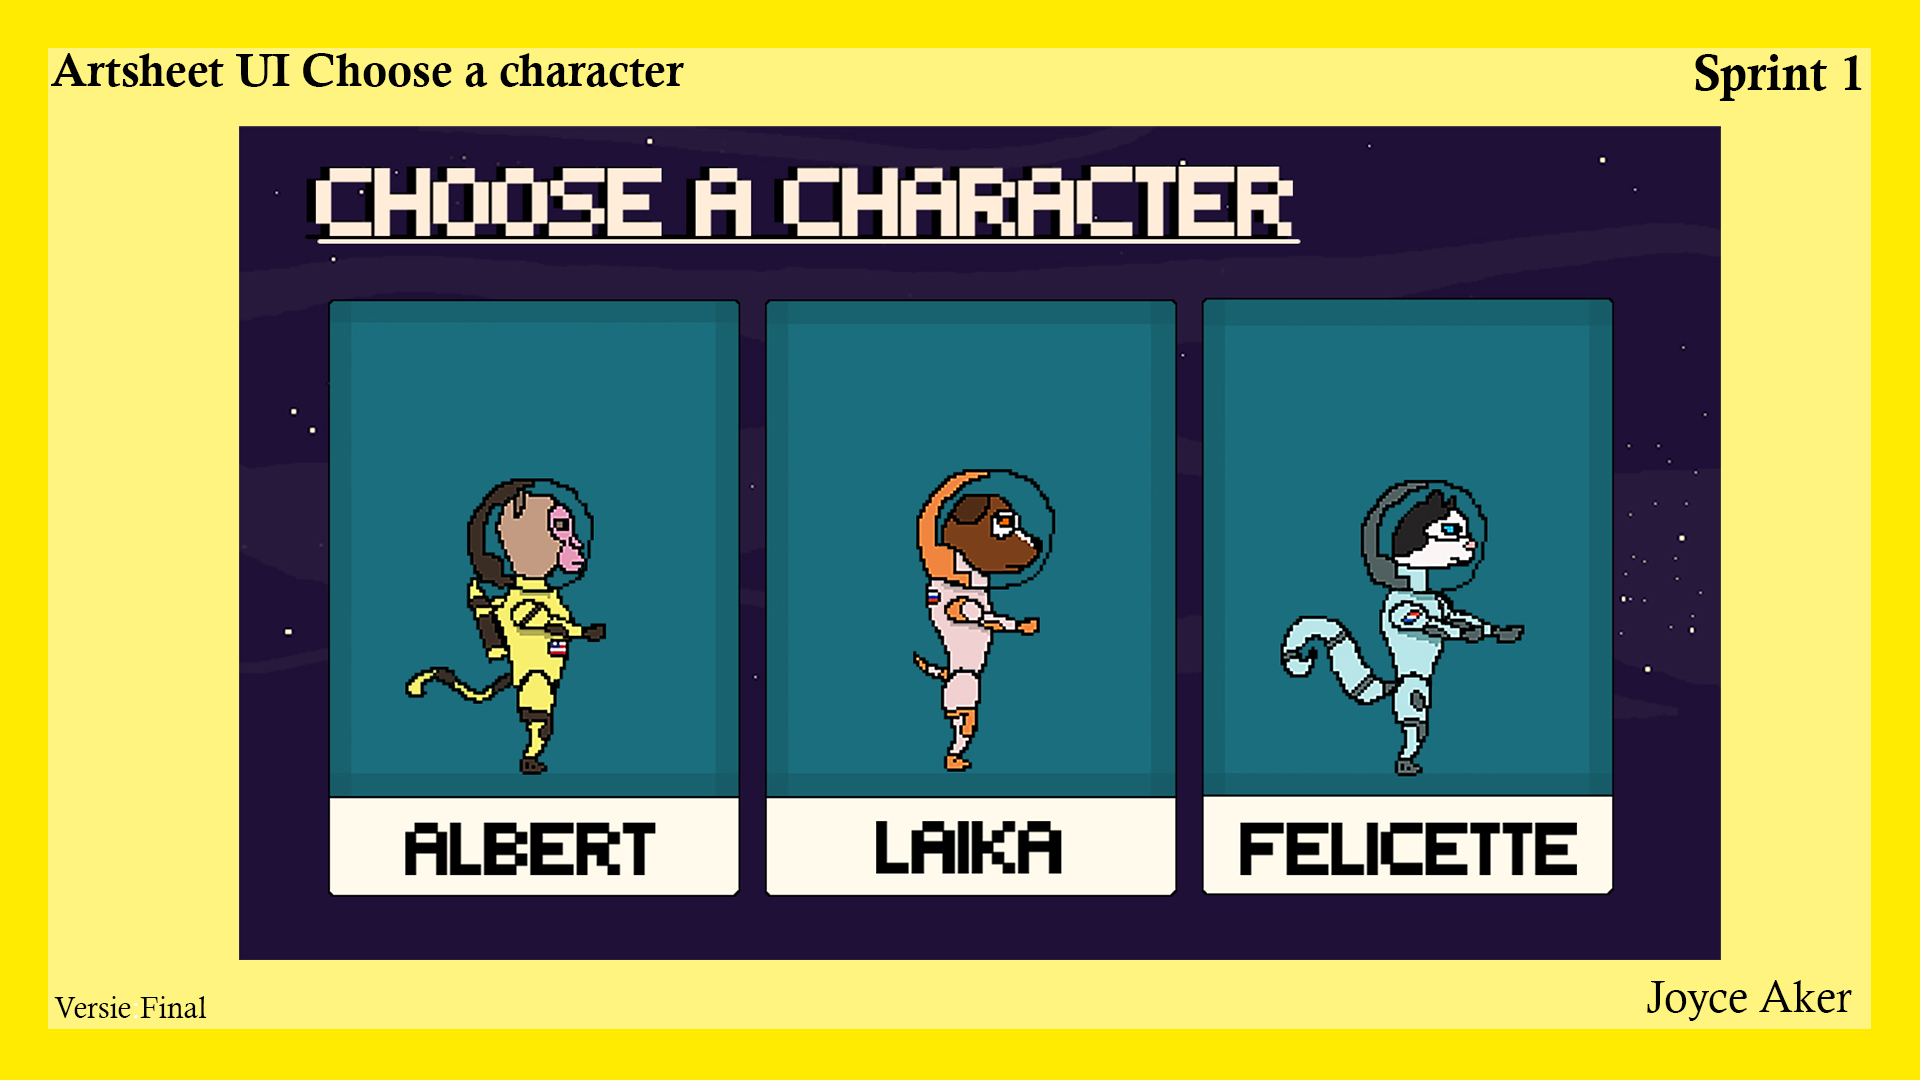 Artsheet UI Choose a character
Sprint 1
CHOOSE A CHARACTER
ALBERT
LAIKA
FELICETTE
Versie:Final
Joyce Aker